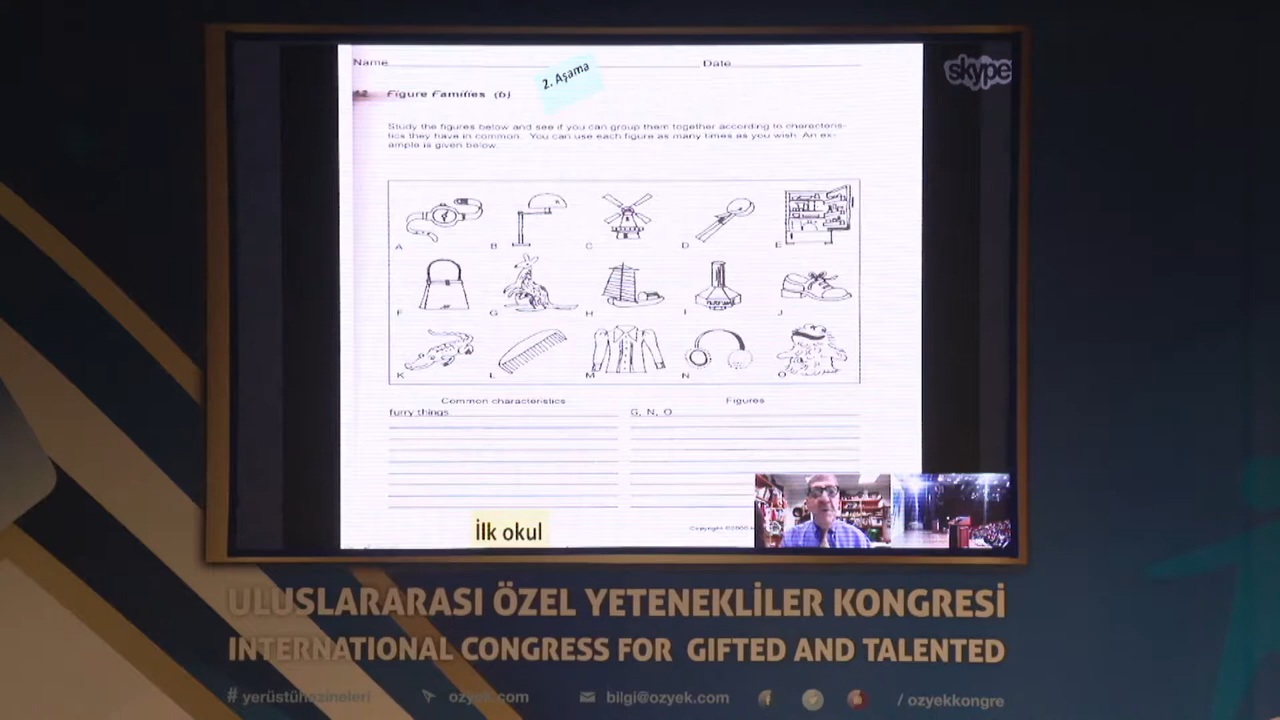 skype
Name
Date
2. Aşama
Figure Families (b)
Study the figures below and see if you can group them together according to characteris-
tics they have in common. You can use each figure as many times as you wish. An ex-
ample is given below.
A B C D E
F G H I J
K L M N O
Common characteristics Figures
furry things G, N, O
İlk okul
Copyright ©2000
ULUSLARARASI ÖZEL YETENEKLİLER KONGRESİ
INTERNATIONAL CONGRESS FOR GIFTED AND TALENTED
# yerüstühazineleri ozyek.com bilgi@ozyek.com / ozyekkongre